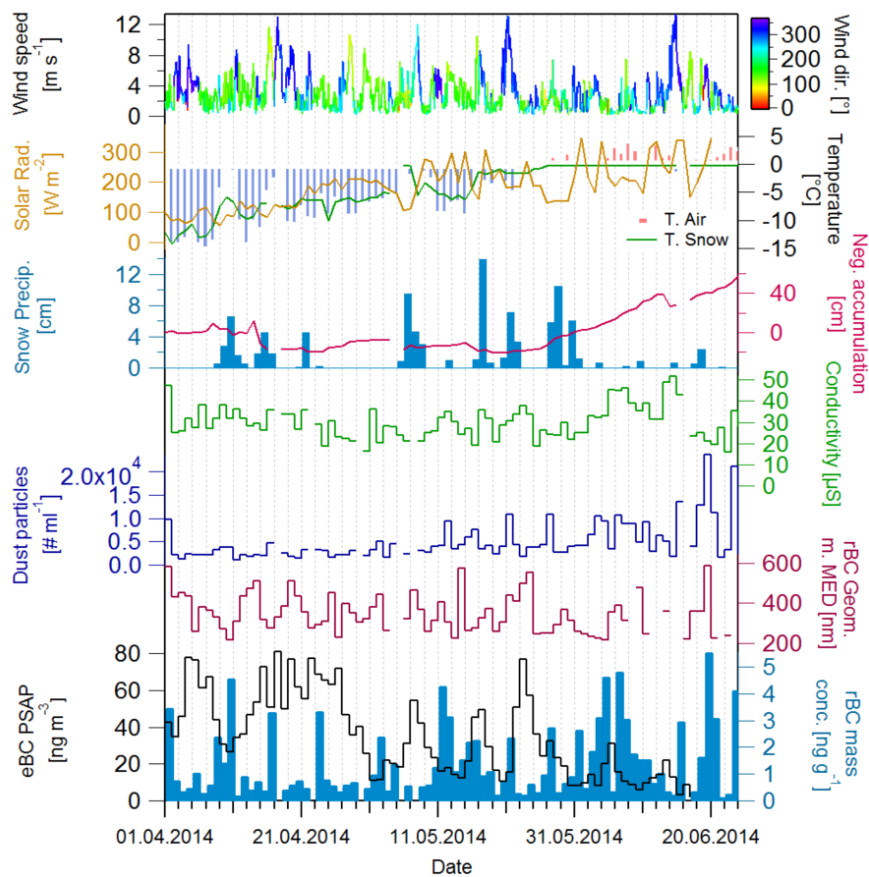 Wind speed
[m s⁻¹]
12
8
4
0
300
200
100
0
Wind dir. [°]
Solar Rad.
[W m⁻²]
300
200
100
0
5
0
-5
-10
-15
Temperature
[°C]
T. Air
T. Snow
Snow Precip.
[cm]
12
8
4
0
40
0
Neg. accumulation
[cm]
50
40
30
20
10
0
Conductivity [µS]
Dust particles
[# ml⁻¹]
2.0x10⁴
1.5
1.0
0.5
0.0
600
400
200
rBC Geom.
m. MED [nm]
eBC PSAP
[ng m⁻³]
80
60
40
20
0
5
4
3
2
1
0
rBC mass
conc. [ng g⁻¹]
01.04.2014
21.04.2014
11.05.2014
31.05.2014
20.06.2014
Date